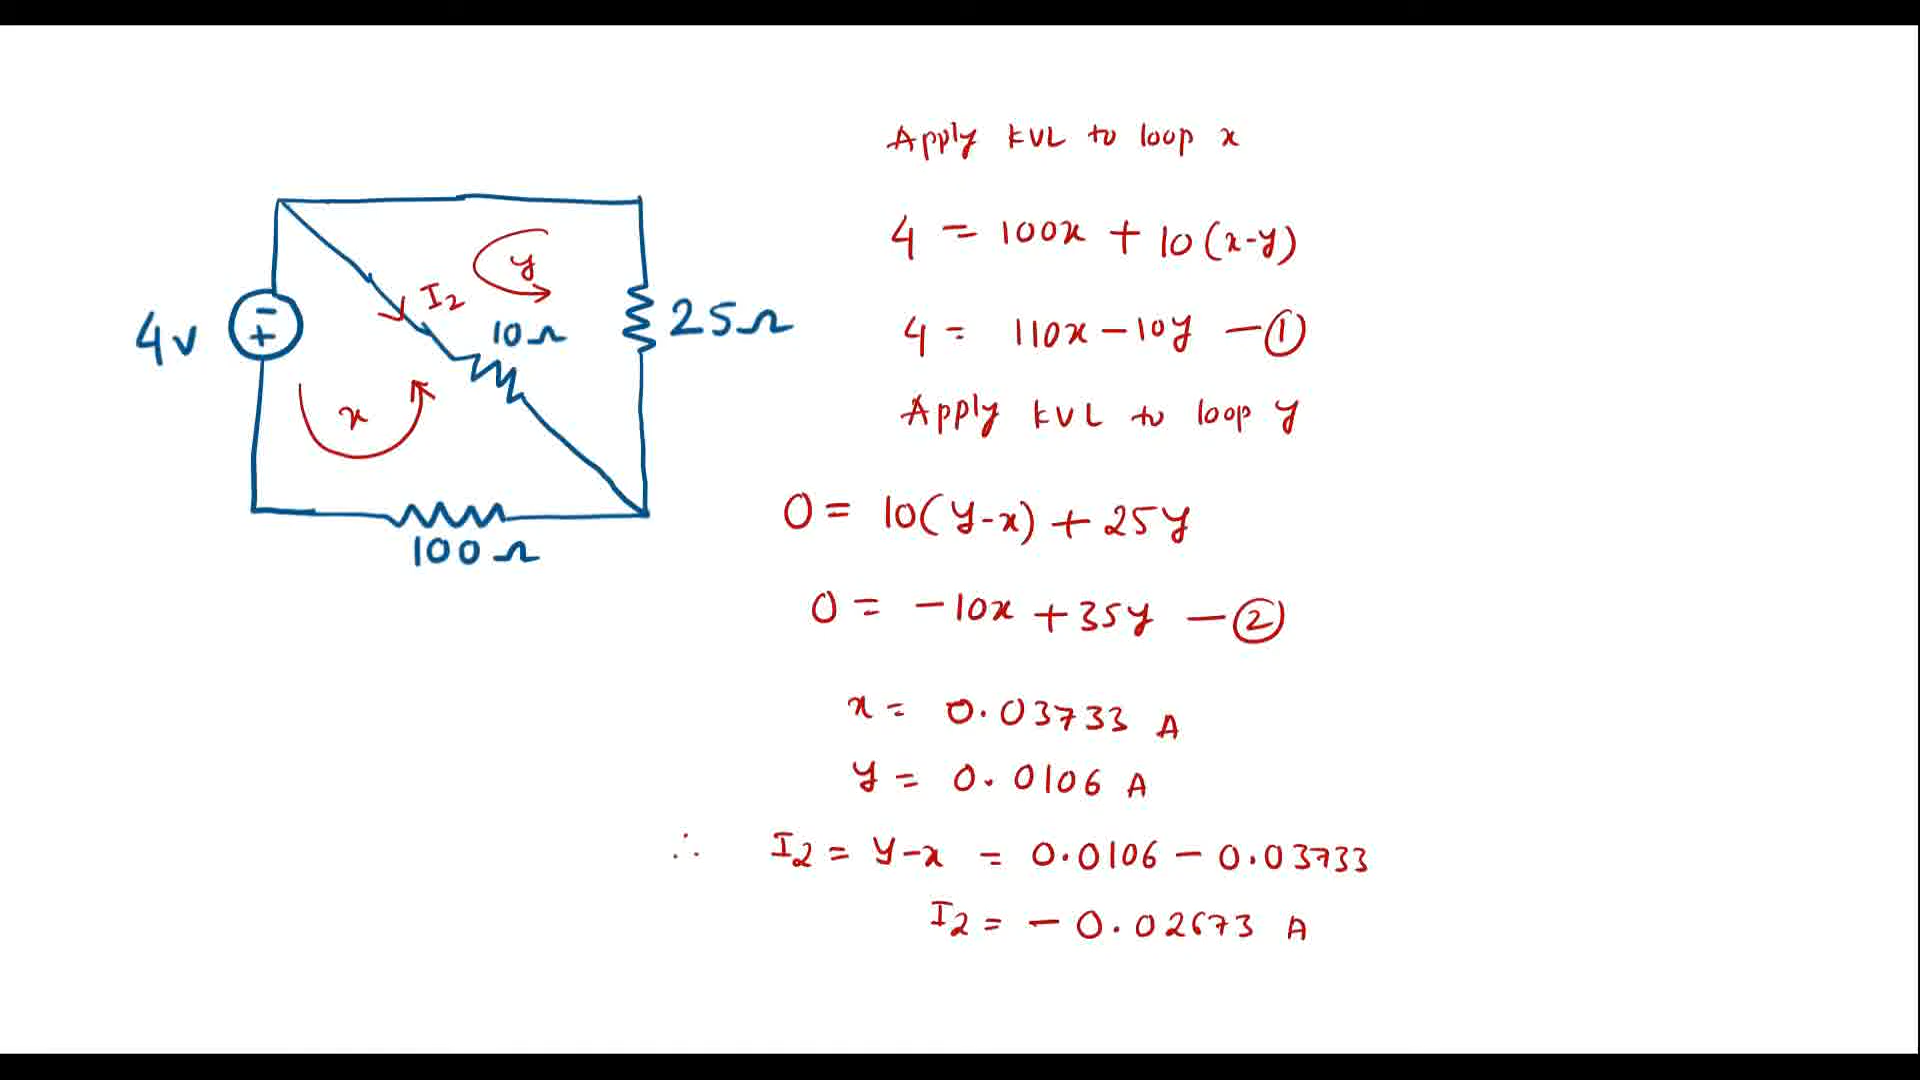 4v
-
+
I2
y
10Ω
25Ω
x
100Ω
Apply KVL to loop x
4 = 100x + 10(x-y)
4 = 110x - 10y - ①
Apply KVL to loop y
0 = 10(y-x) + 25y
0 = -10x + 35y - ②
x = 0.03733 A
y = 0.0106 A
∴ I2 = y-x = 0.0106 - 0.03733
I2 = - 0.02673 A